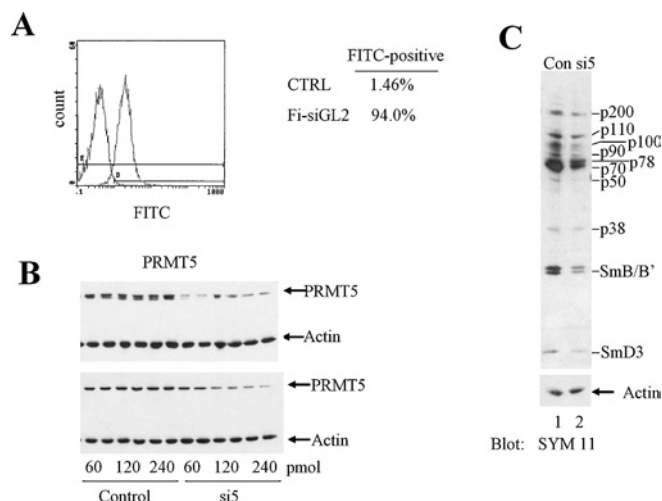 A
count
.1
1000
FITC
FITC-positive
CTRL 1.46%
Fi-siGL2 94.0%
B
PRMT5
PRMT5
Actin
PRMT5
Actin
60 120 240 60 120 240 pmol
Control si5
C
Con si5
p200
p110
p100
p90
p78
p70
p50
p38
SmB/B'
SmD3
Actin
1 2
Blot: SYM 11